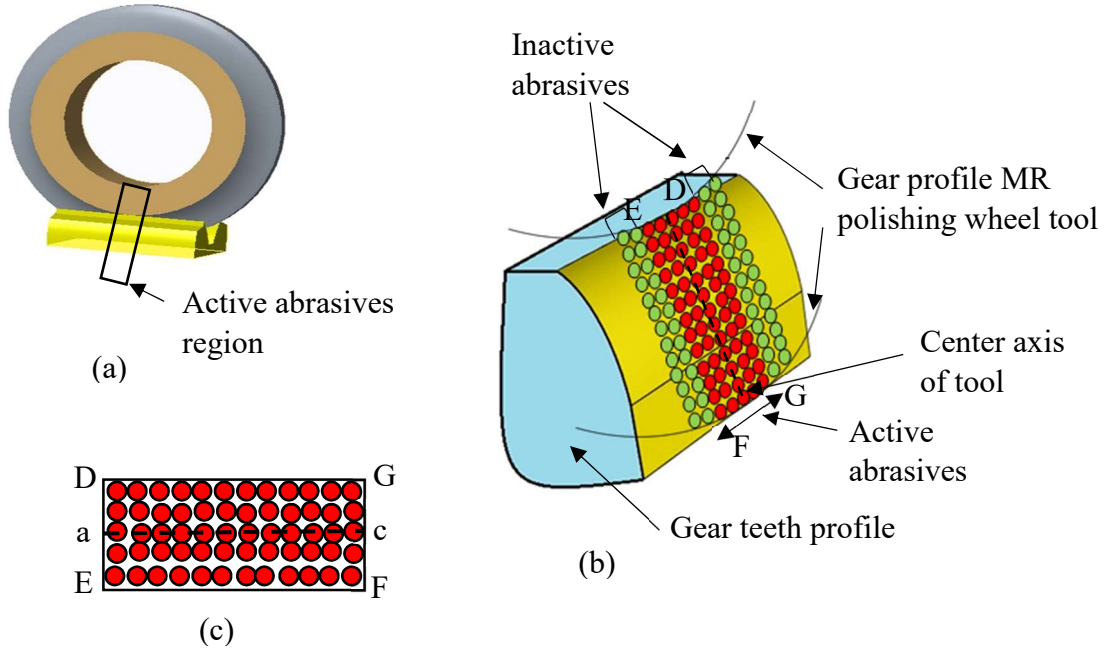 Active abrasives
region
(a)
Inactive
abrasives
D
E
Gear profile MR
polishing wheel tool
Center axis
of tool
G
F
Active
abrasives
Gear teeth profile
(b)
D
G
a
c
E
F
(c)